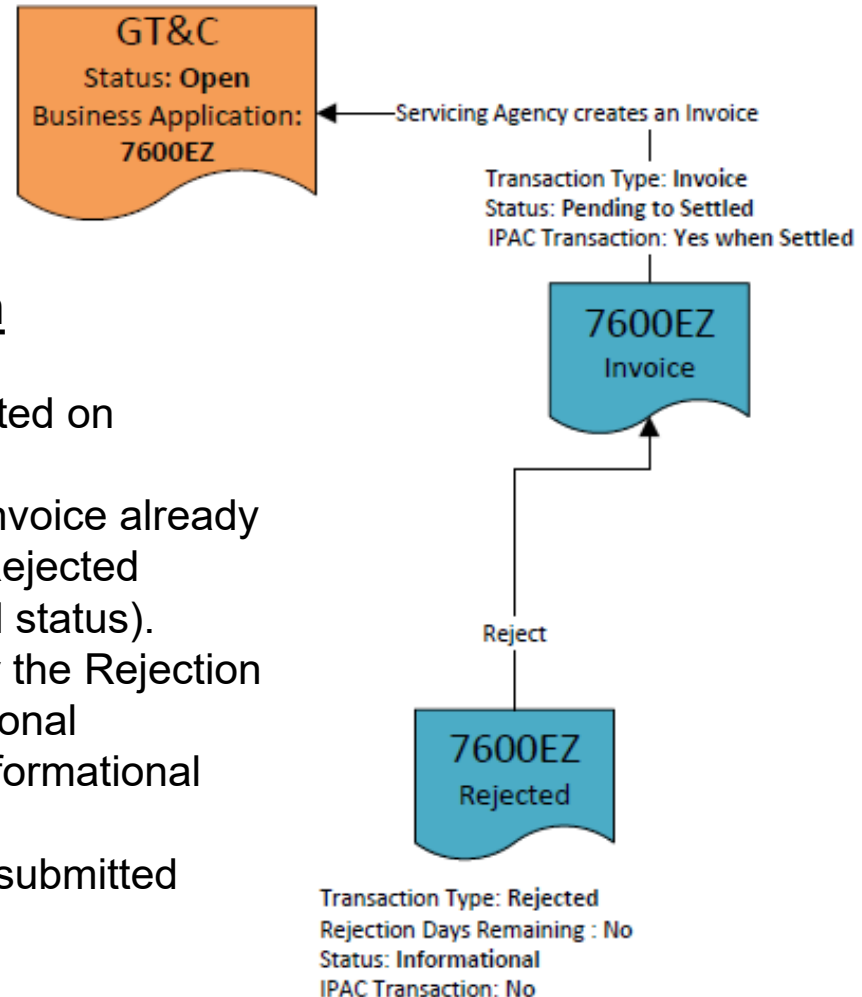 GT&C
Status: Open
Business Application:
7600EZ
Servicing Agency creates an Invoice
Transaction Type: Invoice
Status: Pending to Settled
IPAC Transaction: Yes when Settled
7600EZ
Invoice
ted on
nvoice already
ejected
status).
the Rejection
onal
formational
submitted
Reject
7600EZ
Rejected
Transaction Type: Rejected
Rejection Days Remaining : No
Status: Informational
IPAC Transaction: No